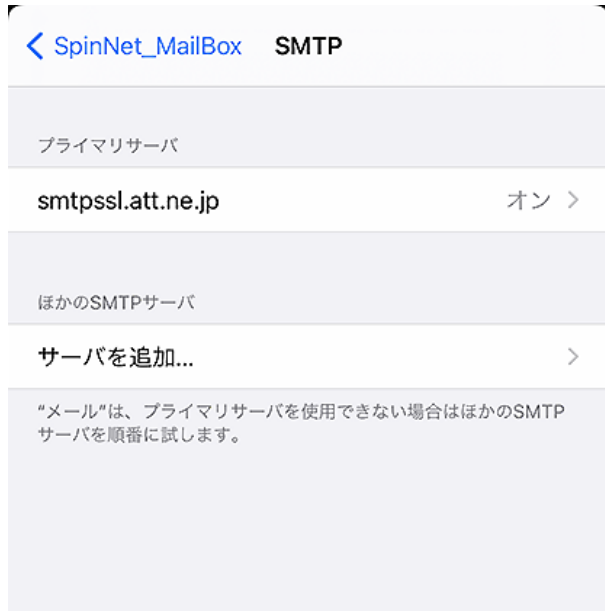 SpinNet_MailBox SMTP
プライマリサーバ
smtpssl.att.ne.jp オン
ほかのSMTPサーバ
サーバを追加...
“メール”は、プライマリサーバを使用できない場合はほかのSMTP
サーバを順番に試します。